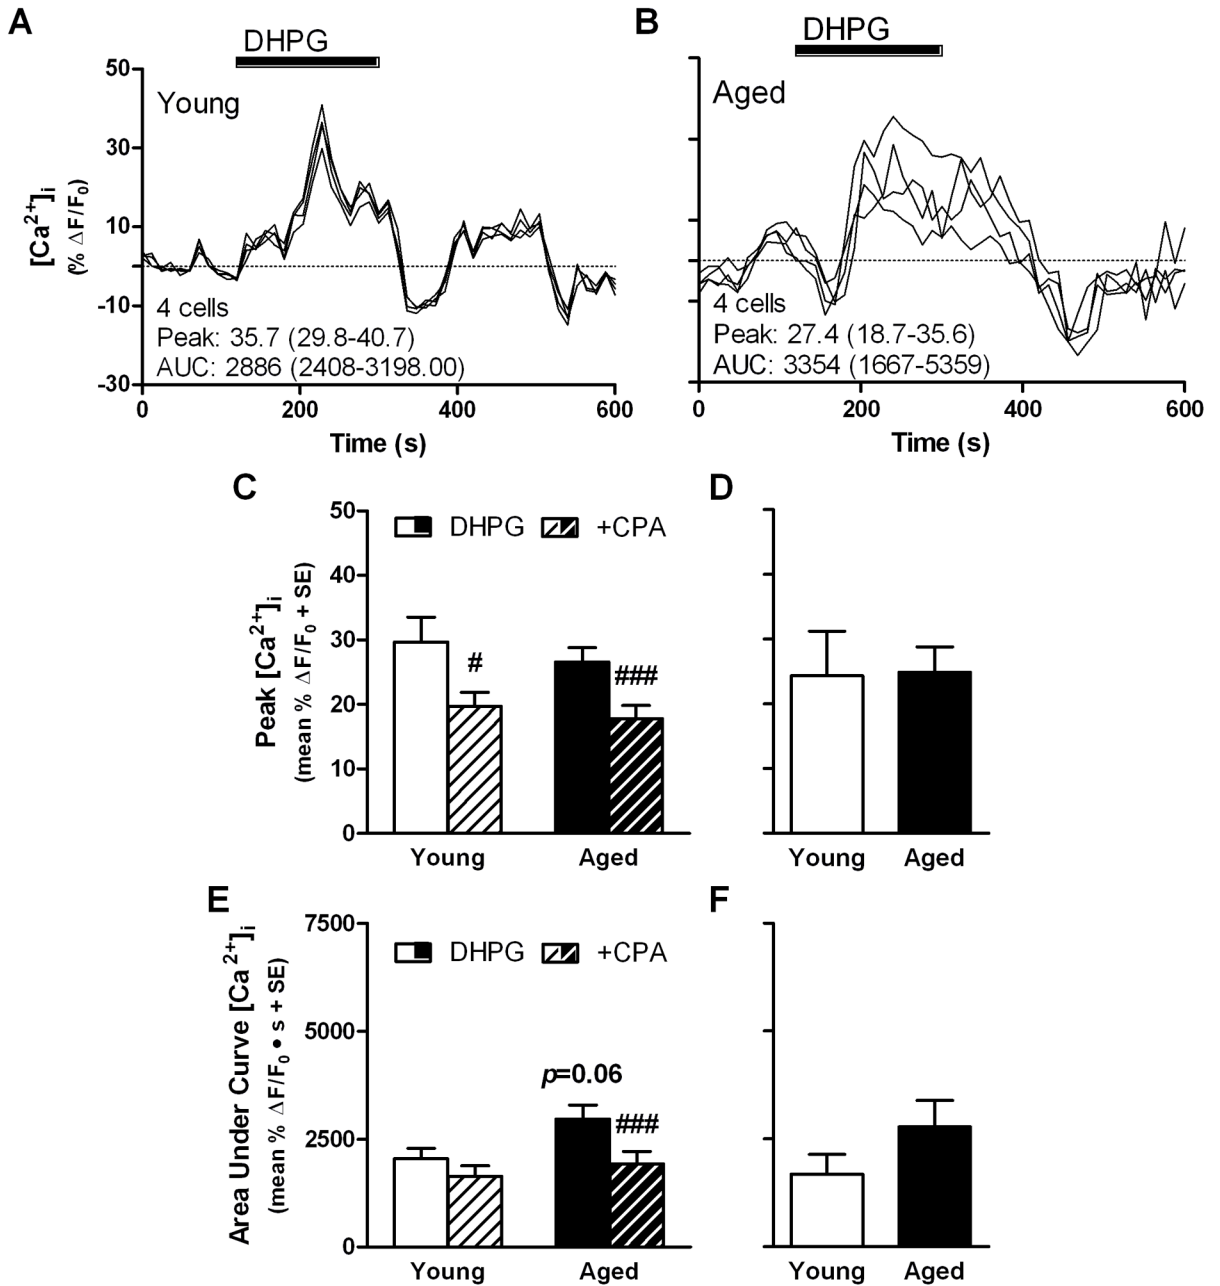 A
DHPG
50
30
10
-10
-30
[Ca²⁺]ᵢ
(% ΔF/F₀)
Young
4 cells
Peak: 35.7 (29.8-40.7)
AUC: 2886 (2408-3198.00)
0
200
400
600
Time (s)
B
DHPG
Aged
4 cells
Peak: 27.4 (18.7-35.6)
AUC: 3354 (1667-5359)
0
200
400
600
Time (s)
C
50
40
30
20
10
0
Peak [Ca²⁺]ᵢ
(mean % ΔF/F₀ + SE)
DHPG
+CPA
#
###
Young
Aged
D
Young
Aged
E
7500
5000
2500
0
Area Under Curve [Ca²⁺]ᵢ
(mean % ΔF/F₀ • s + SE)
DHPG
+CPA
p=0.06
###
Young
Aged
F
Young
Aged